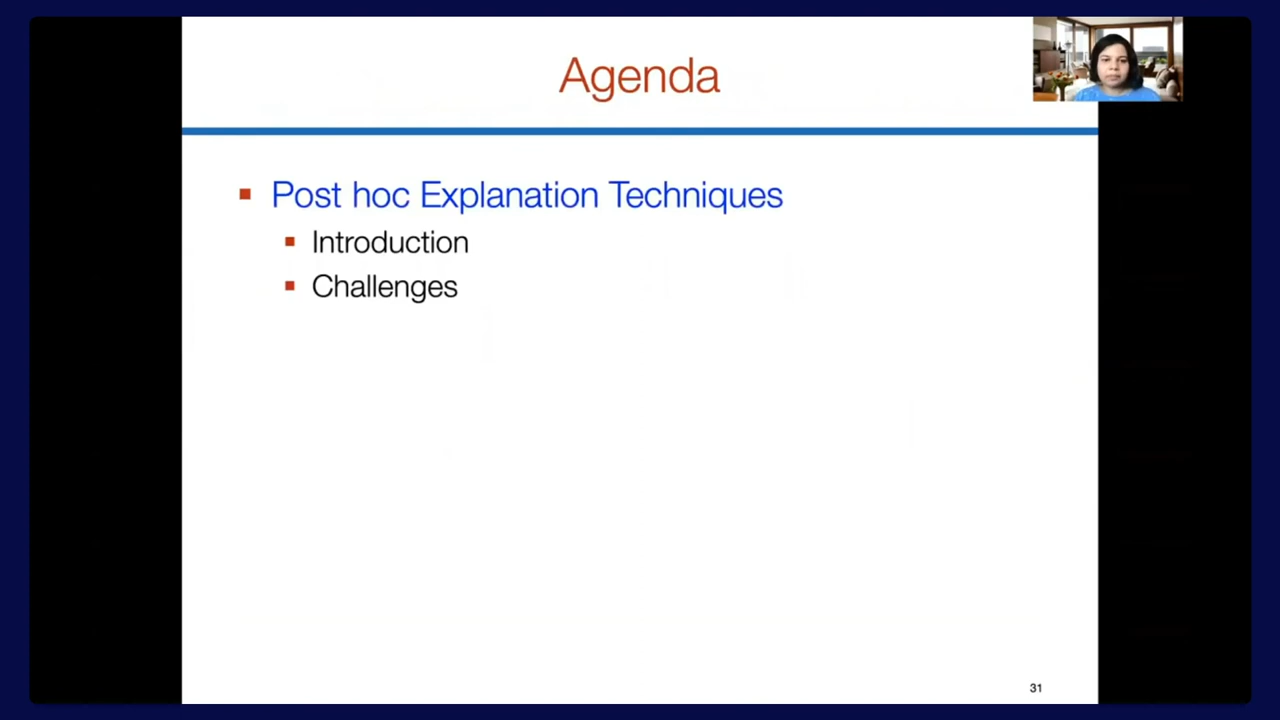 Agenda
Post hoc Explanation Techniques
Introduction
Challenges
31